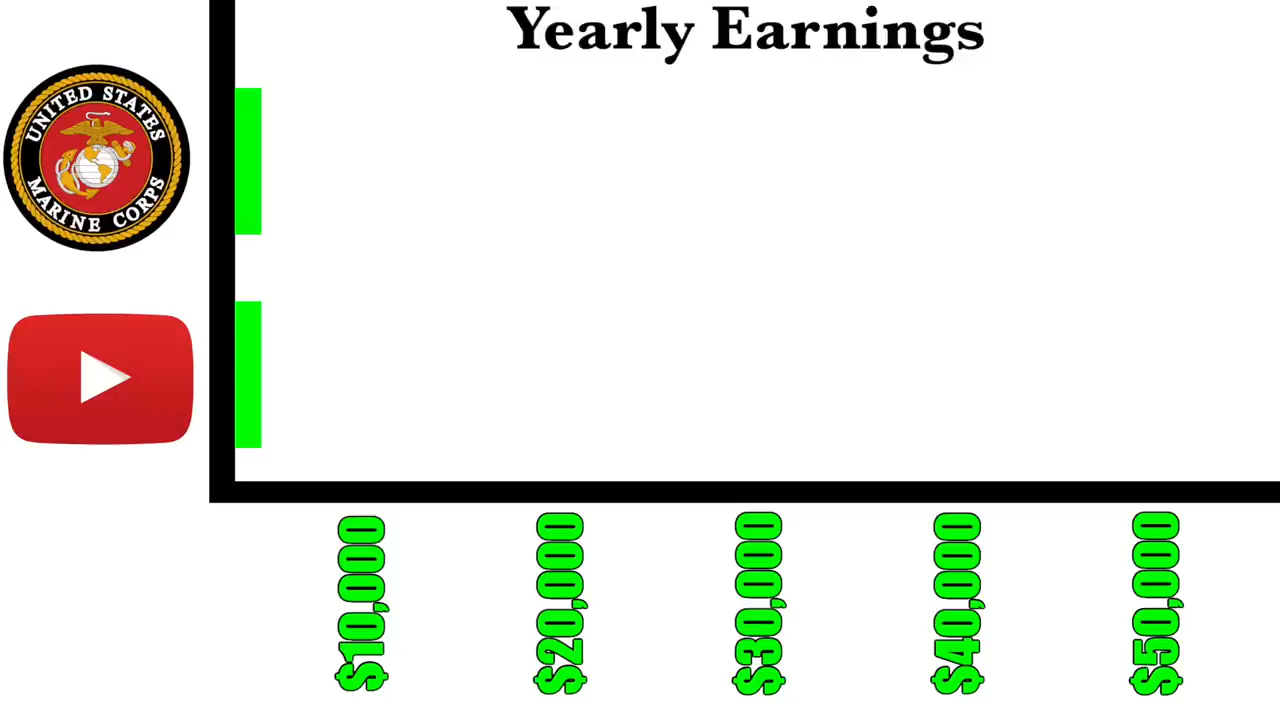 Yearly Earnings
UNITED STATES
MARINE CORPS
$10,000
$20,000
$30,000
$40,000
$50,000